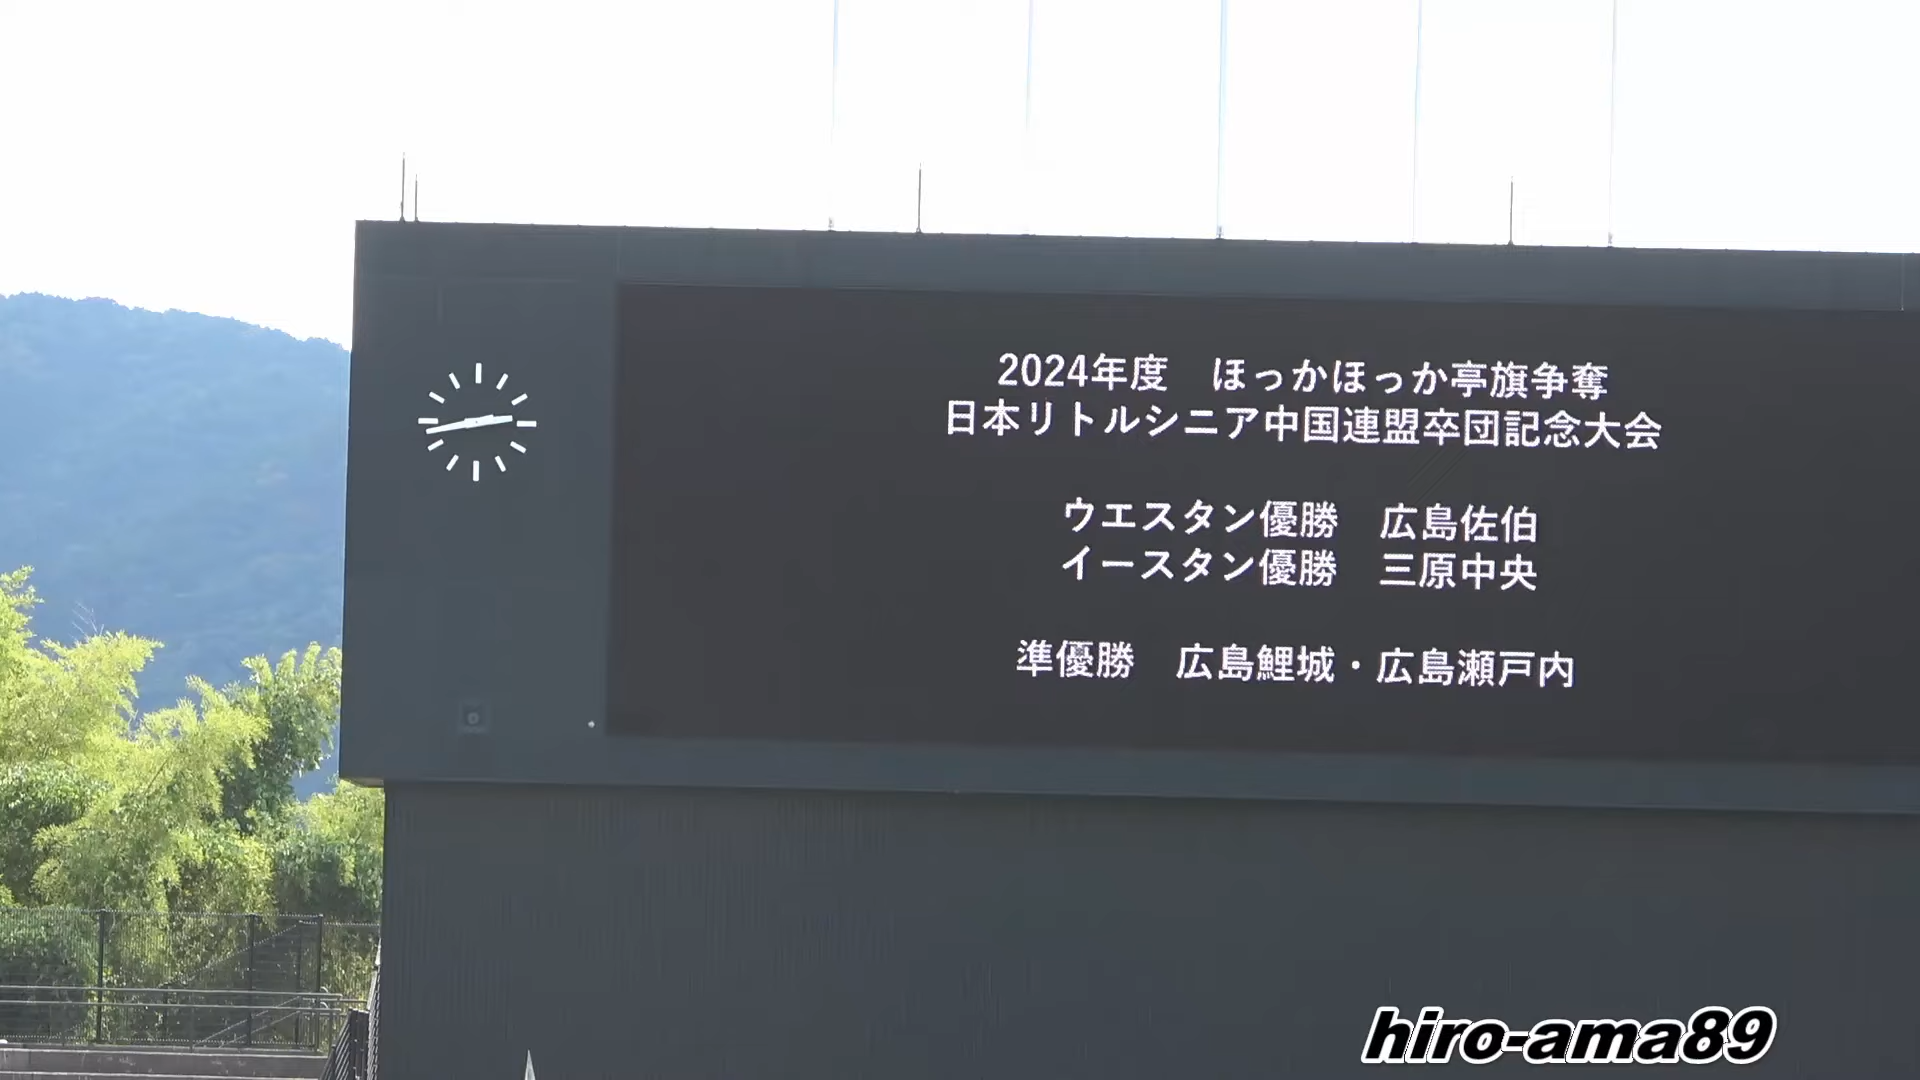 2024年度　ほっかほっか亭旗争奪
日本リトルシニア中国連盟卒団記念大会
ウエスタン優勝　広島佐伯
イースタン優勝　三原中央
準優勝　広島鯉城・広島瀬戸内
hiro-ama89